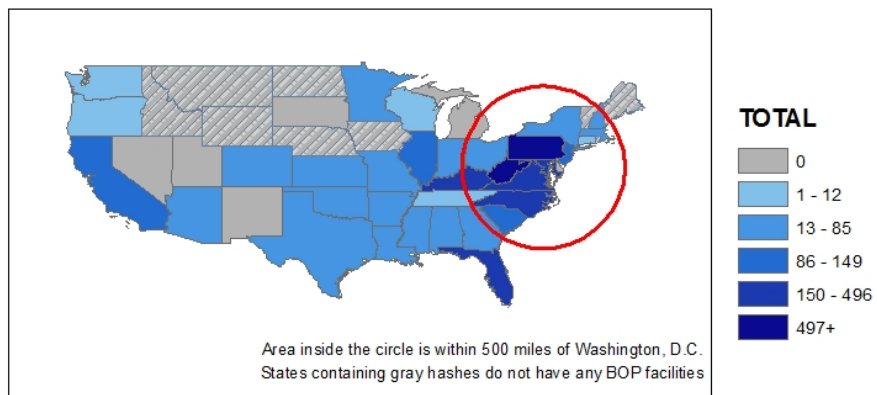 TOTAL
0
1 - 12
13 - 85
86 - 149
150 - 496
497+
Area inside the circle is within 500 miles of Washington, D.C.
States containing gray hashes do not have any BOP facilities